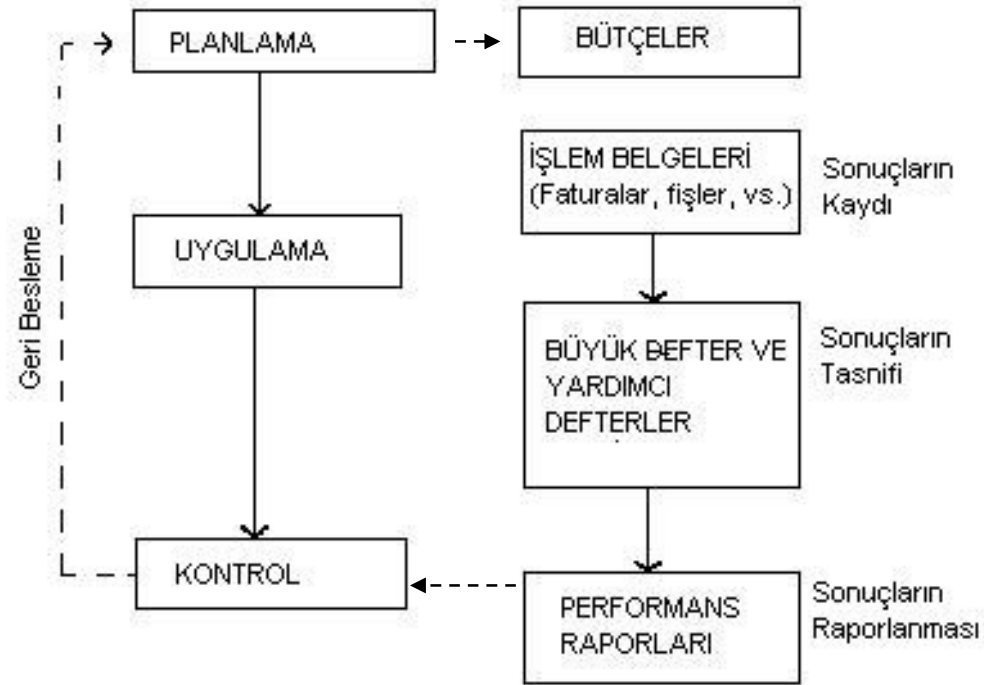 PLANLAMA
BÜTÇELER
İŞLEM BELGELERİ
(Faturalar, fişler, vs.)
Sonuçların
Kaydı
UYGULAMA
Geri Besleme
BÜYÜK DEFTER VE
YARDIMCI
DEFTERLER
Sonuçların
Tasnifi
KONTROL
PERFORMANS
RAPORLARI
Sonuçların
Raporlanması